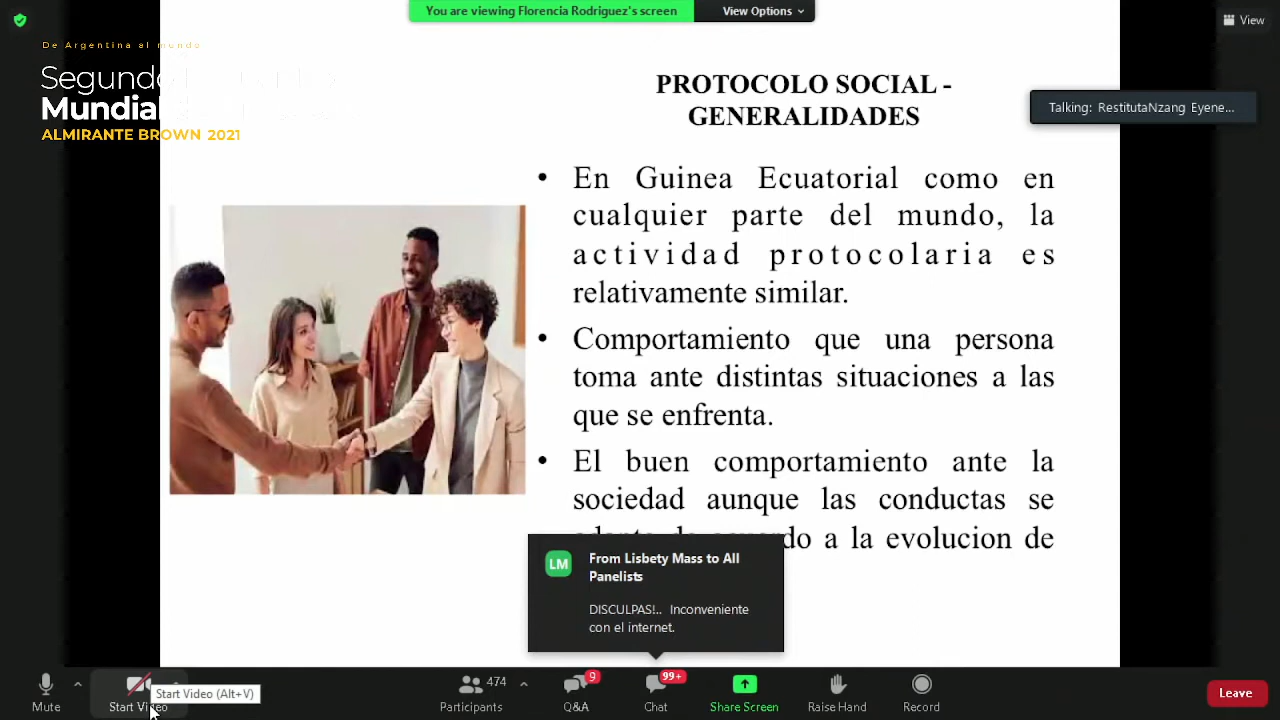 You are viewing Florencia Rodriguez's screen
View Options
View
De Argentina al mundo
Segundo
Mundial
ALMIRANTE BROWN 2021
PROTOCOLO SOCIAL -
GENERALIDADES
Talking: RestitutaNzang Eyene...
• En Guinea Ecuatorial como en
cualquier parte del mundo, la
actividad protocolaria es
relativamente similar.
• Comportamiento que una persona
toma ante distintas situaciones a las
que se enfrenta.
• El buen comportamiento ante la
sociedad aunque las conductas se
a la evolucion de
LM
From Lisbety Mass to All
Panelists
DISCULPAS!.. Inconveniente
con el internet.
Start Video (Alt+V)
474
9
99+
Mute
Start Video
Participants
Q&A
Chat
Share Screen
Raise Hand
Record
Leave